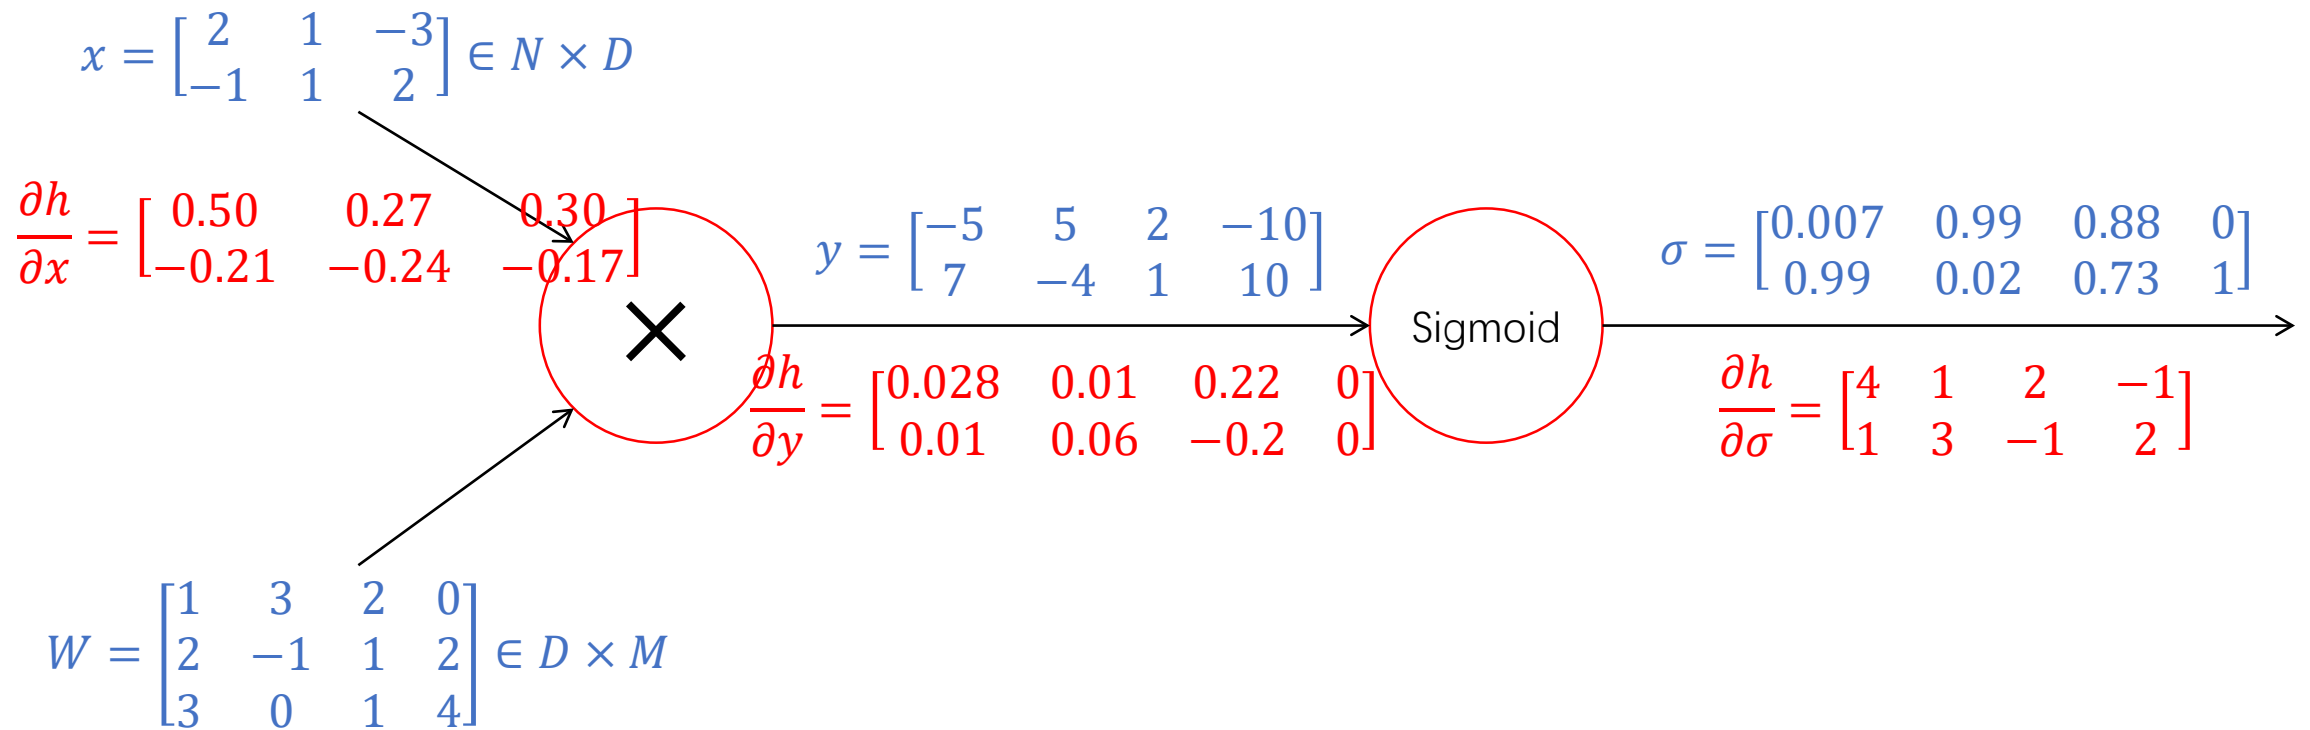 x = [2 1 −3
−1 1 2] ∈ N × D
∂h/∂x = [0.50 0.27 0.30
−0.21 −0.24 −0.17]
×
y = [−5 5 2 −10
7 −4 1 10]
∂h/∂y = [0.028 0.01 0.22 0
0.01 0.06 −0.2 0]
Sigmoid
σ = [0.007 0.99 0.88 0
0.99 0.02 0.73 1]
∂h/∂σ = [4 1 2 −1
1 3 −1 2]
W = [1 3 2 0
2 −1 1 2
3 0 1 4] ∈ D × M